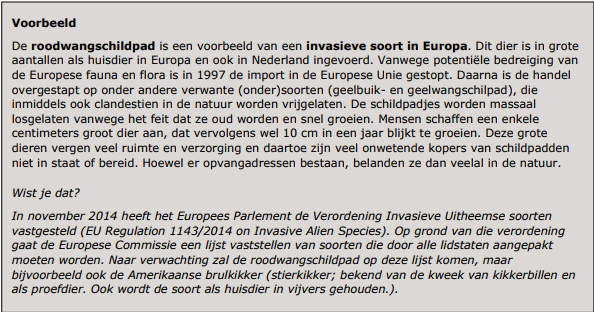 Voorbeeld
De roodwangschildpad is een voorbeeld van een invasieve soort in Europa. Dit dier is in grote
aantallen als huisdier in Europa en ook in Nederland ingevoerd. Vanwege potentiële bedreiging van
de Europese fauna en flora is in 1997 de import in de Europese Unie gestopt. Daarna is de handel
overgestapt op onder andere verwante (onder)soorten (geelbuik- en geelwangschilpad), die
inmiddels ook clandestien in de natuur worden vrijgelaten. De schildpadjes worden massaal
losgelaten vanwege het feit dat ze oud worden en snel groeien. Mensen schaffen een enkele
centimeters groot dier aan, dat vervolgens wel 10 cm in een jaar blijkt te groeien. Deze grote
dieren vergen veel ruimte en verzorging en daartoe zijn veel onwetende kopers van schildpadden
niet in staat of bereid. Hoewel er opvangadressen bestaan, belanden ze dan veelal in de natuur.
Wist je dat?
In november 2014 heeft het Europees Parlement de Verordening Invasieve Uitheemse soorten
vastgesteld (EU Regulation 1143/2014 on Invasive Alien Species). Op grond van die verordening
gaat de Europese Commissie een lijst vaststellen van soorten die door alle lidstaten aangepakt
moeten worden. Naar verwachting zal de roodwangschildpad op deze lijst komen, maar
bijvoorbeeld ook de Amerikaanse brulkikker (stierkikker; bekend van de kweek van kikkerbillen en
als proefdier. Ook wordt de soort als huisdier in vijvers gehouden.).